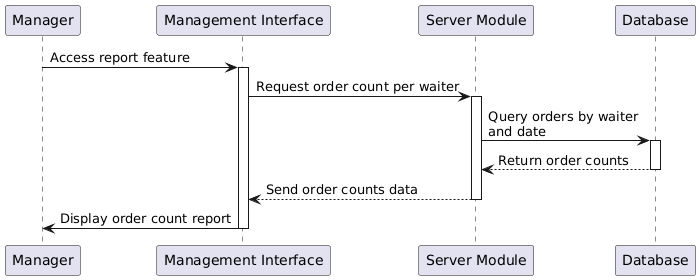 Manager
Management Interface
Server Module
Database
Access report feature
Request order count per waiter
Query orders by waiter
and date
Return order counts
Send order counts data
Display order count report
Manager
Management Interface
Server Module
Database